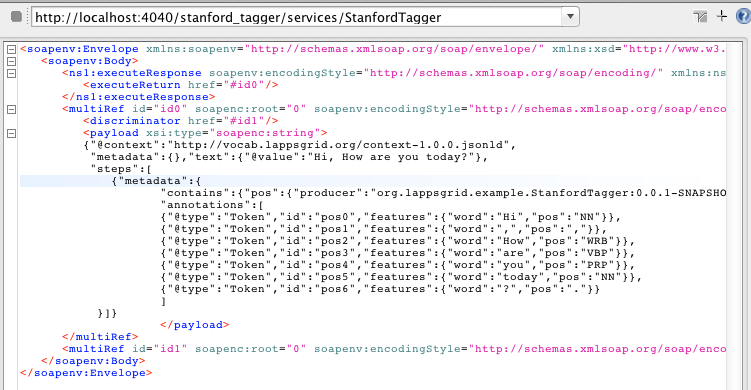 http://localhost:4040/stanford_tagger/services/StanfordTagger
<soapenv:Envelope xmlns:soapenv="http://schemas.xmlsoap.org/soap/envelope/" xmlns:xsd="http://www.w3.
<soapenv:Body>
<ns1:executeResponse soapenv:encodingStyle="http://schemas.xmlsoap.org/soap/encoding/" xmlns:ns
<executeReturn href="#id0"/>
</ns1:executeResponse>
<multiRef id="id0" soapenc:root="0" soapenv:encodingStyle="http://schemas.xmlsoap.org/soap/enco
<discriminator href="#id1"/>
<payload xsi:type="soapenc:string">
{"@context":"http://vocab.lappsgrid.org/context-1.0.0.jsonld",
"metadata":{},"text":{"@value":"Hi, How are you today?"},
"steps":[
{"metadata":{
"contains":{"pos":{"producer":"org.lappsgrid.example.StanfordTagger:0.0.1-SNAPSHO
"annotations":[
{"@type":"Token","id":"pos0","features":{"word":"Hi","pos":"NN"}},
{"@type":"Token","id":"pos1","features":{"word":",","pos":","}},
{"@type":"Token","id":"pos2","features":{"word":"How","pos":"WRB"}},
{"@type":"Token","id":"pos3","features":{"word":"are","pos":"VBP"}},
{"@type":"Token","id":"pos4","features":{"word":"you","pos":"PRP"}},
{"@type":"Token","id":"pos5","features":{"word":"today","pos":"NN"}},
{"@type":"Token","id":"pos6","features":{"word":"?","pos":"."}}
]
}]}
</payload>
</multiRef>
<multiRef id="id1" soapenc:root="0" soapenv:encodingStyle="http://schemas.xmlsoap.org/soap/enco
</soapenv:Body>
</soapenv:Envelope>